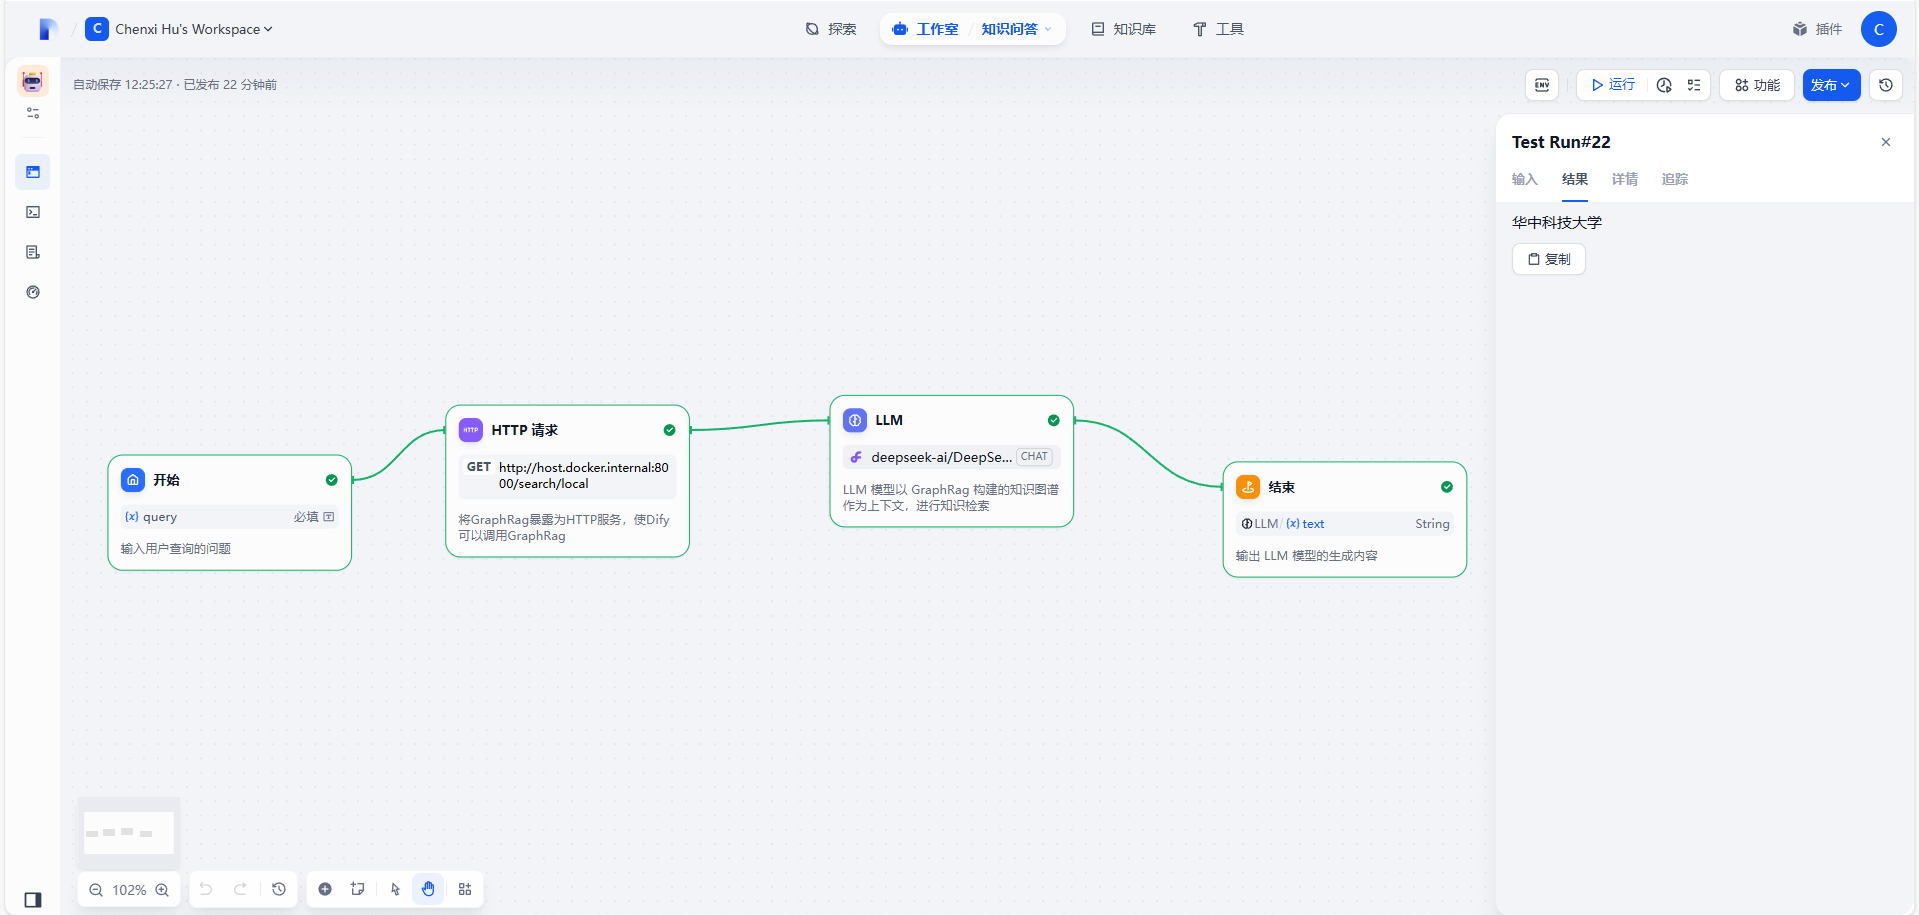 C Chenxi Hu's Workspace
探索
工作室 / 知识问答
知识库
工具
插件
C
自动保存 12:25:27 · 已发布 22 分钟前
ENV
运行
功能
发布
Test Run#22
输入 结果 详情 追踪
华中科技大学
复制
开始
{x} query 必填
输入用户查询的问题
HTTP HTTP 请求
GET http://host.docker.internal:80
00/search/local
将GraphRag暴露为HTTP服务，使Dify
可以调用GraphRag
LLM
deepseek-ai/DeepSe... CHAT
LLM 模型以 GraphRag 构建的知识图谱
作为上下文，进行知识检索
结束
LLM / {x} text String
输出 LLM 模型的生成内容
102%